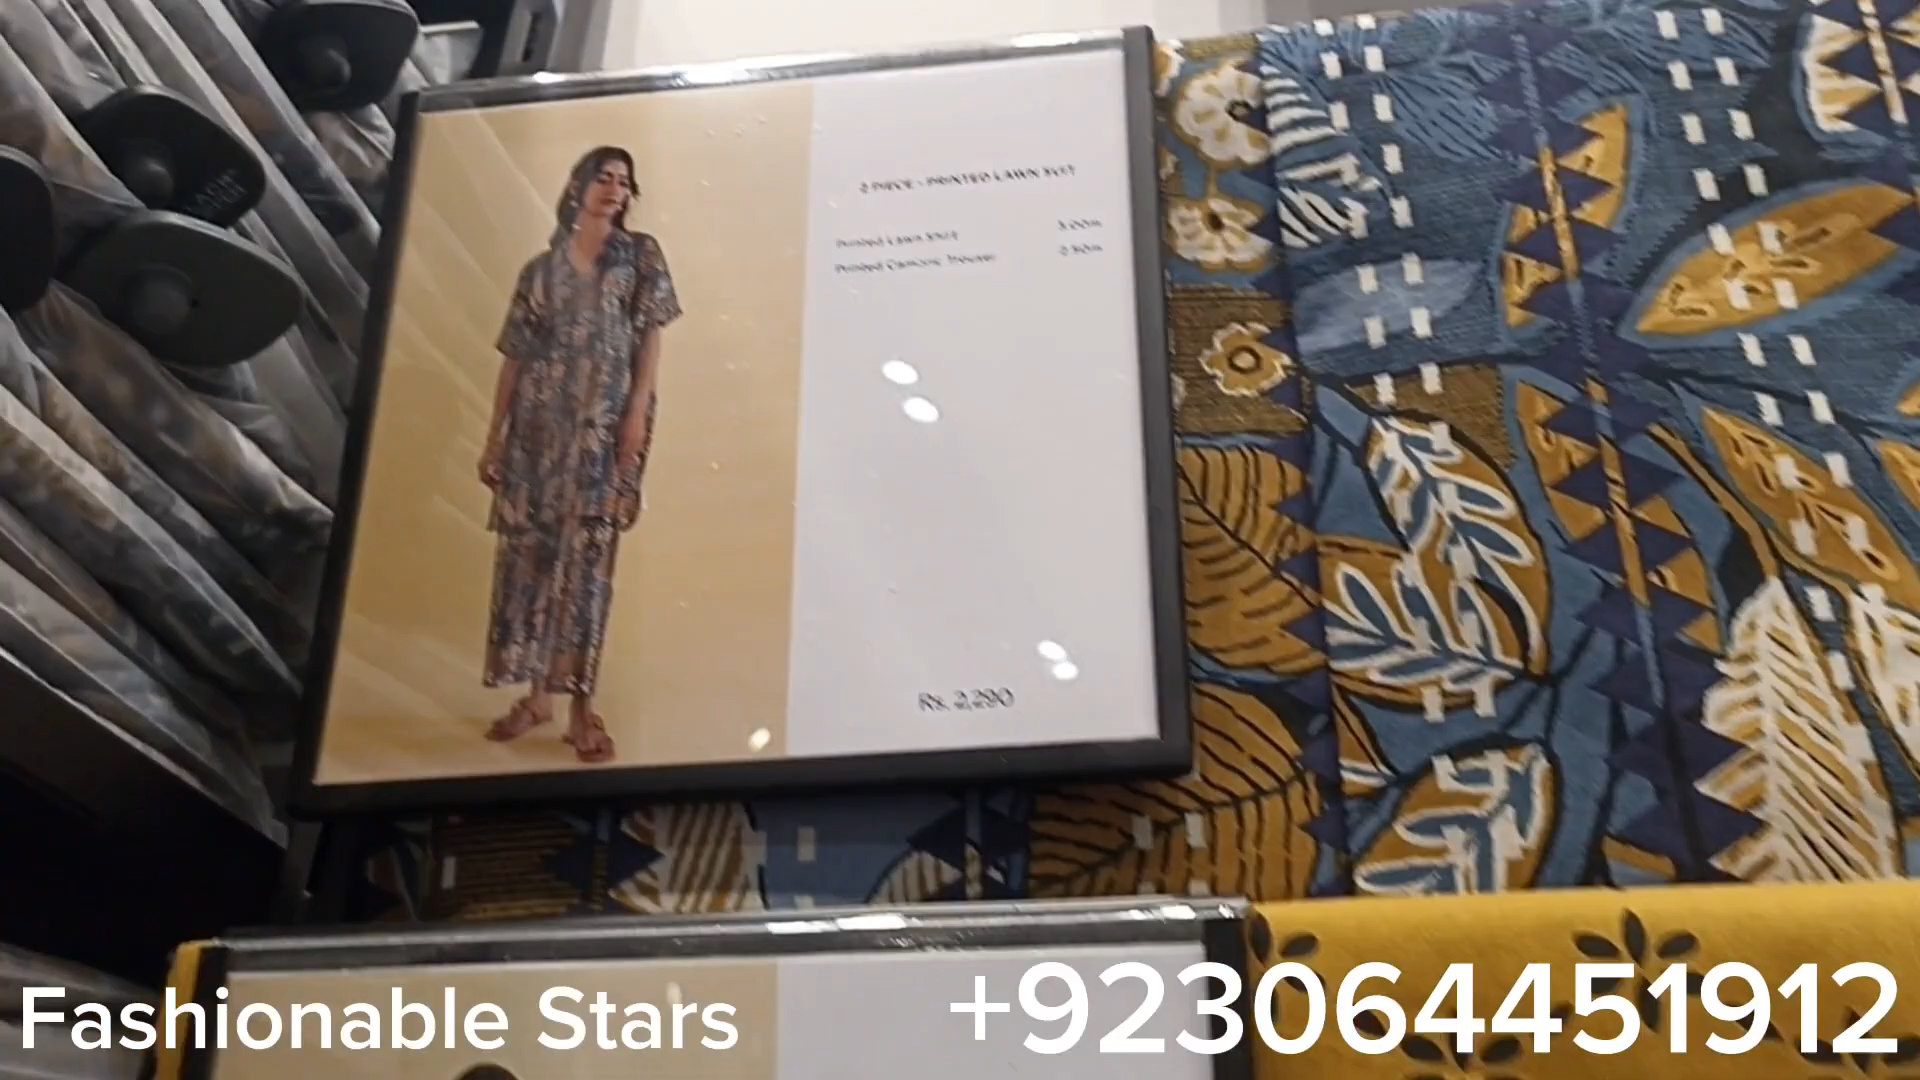 2 PIECE - PRINTED LAWN SUIT
Printed Lawn Shirt 3.00m
Printed Cambric Trouser 2.50m
Rs. 2,290
Fashionable Stars
+923064451912